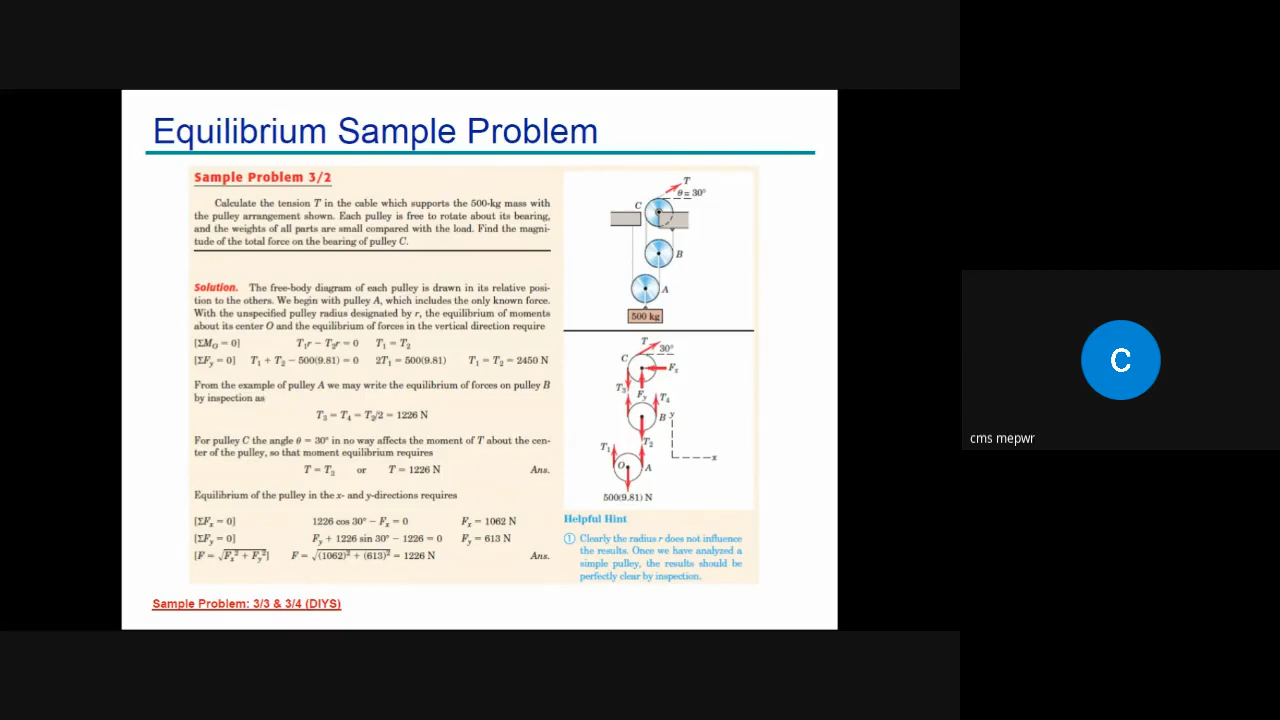 Equilibrium Sample Problem
Sample Problem 3/2
Calculate the tension T in the cable which supports the 500-kg mass with
the pulley arrangement shown. Each pulley is free to rotate about its bearing,
and the weights of all parts are small compared with the load. Find the magni-
tude of the total force on the bearing of pulley C.
Solution. The free-body diagram of each pulley is drawn in its relative posi-
tion to the others. We begin with pulley A, which includes the only known force.
With the unspecified pulley radius designated by r, the equilibrium of moments
about its center O and the equilibrium of forces in the vertical direction require
[ΣM_O = 0] T₁r − T₂r = 0 T₁ = T₂
[ΣF_y = 0] T₁ + T₂ − 500(9.81) = 0 2T₁ = 500(9.81) T₁ = T₂ = 2450 N
From the example of pulley A we may write the equilibrium of forces on pulley B
by inspection as
T₃ = T₄ = T₂/2 = 1226 N
For pulley C the angle θ = 30° in no way affects the moment of T about the cen-
ter of the pulley, so that moment equilibrium requires
T = T₃ or T = 1226 N Ans.
Equilibrium of the pulley in the x- and y-directions requires
[ΣF_x = 0] 1226 cos 30° − F_x = 0 F_x = 1062 N
[ΣF_y = 0] F_y + 1226 sin 30° − 1226 = 0 F_y = 613 N
[F = √(F_x² + F_y²)] F = √((1062)² + (613)²) = 1226 N Ans.
T
θ = 30°
C
B
A
500 kg
T
30°
C
F_x
T₃
F_y
T₄
B
y
T₂
T₁
x
O
A
500(9.81) N
Helpful Hint
① Clearly the radius r does not influence
the results. Once we have analyzed a
simple pulley, the results should be
perfectly clear by inspection.
Sample Problem: 3/3 & 3/4 (DIYS)
C
cms mepwr